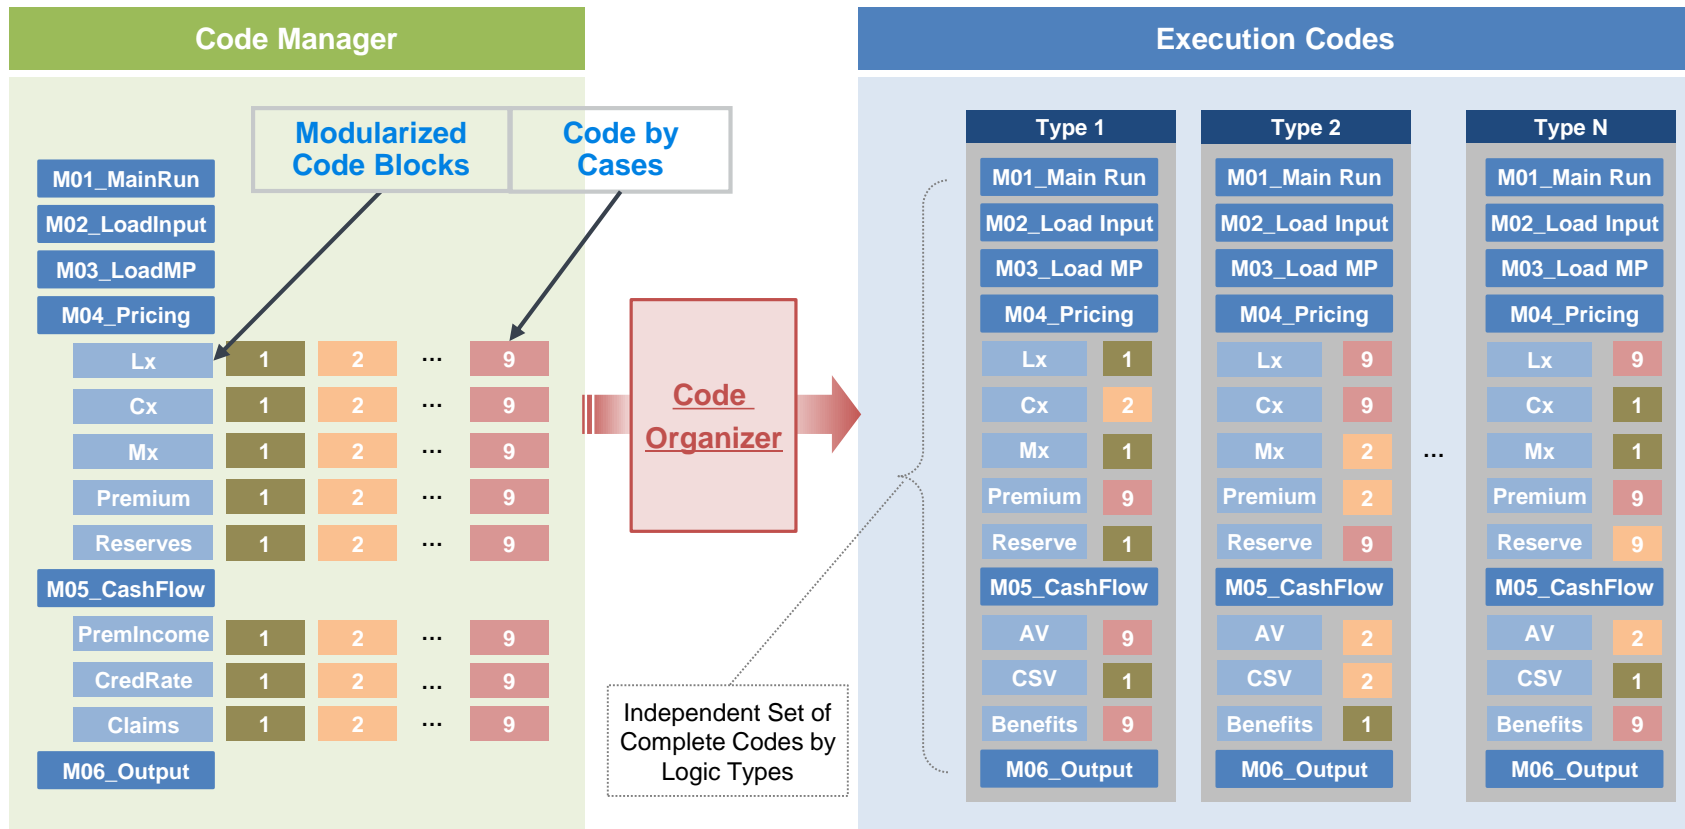 Code Manager
Modularized
Code Blocks
Code by
Cases
M01_MainRun
M02_LoadInput
M03_LoadMP
M04_Pricing
Lx 1 2 ... 9
Cx 1 2 ... 9
Mx 1 2 ... 9
Premium 1 2 ... 9
Reserves 1 2 ... 9
M05_CashFlow
PremIncome 1 2 ... 9
CredRate 1 2 ... 9
Claims 1 2 ... 9
M06_Output
Code
Organizer
Independent Set of
Complete Codes by
Logic Types
Execution Codes
Type 1
M01_Main Run
M02_Load Input
M03_Load MP
M04_Pricing
Lx 1
Cx 2
Mx 1
Premium 9
Reserve 1
M05_CashFlow
AV 9
CSV 1
Benefits 9
M06_Output
Type 2
M01_Main Run
M02_Load Input
M03_Load MP
M04_Pricing
Lx 9
Cx 9
Mx 2
Premium 2
Reserve 9
M05_CashFlow
AV 2
CSV 2
Benefits 1
M06_Output
...
Type N
M01_Main Run
M02_Load Input
M03_Load MP
M04_Pricing
Lx 9
Cx 1
Mx 1
Premium 9
Reserve 9
M05_CashFlow
AV 2
CSV 1
Benefits 9
M06_Output